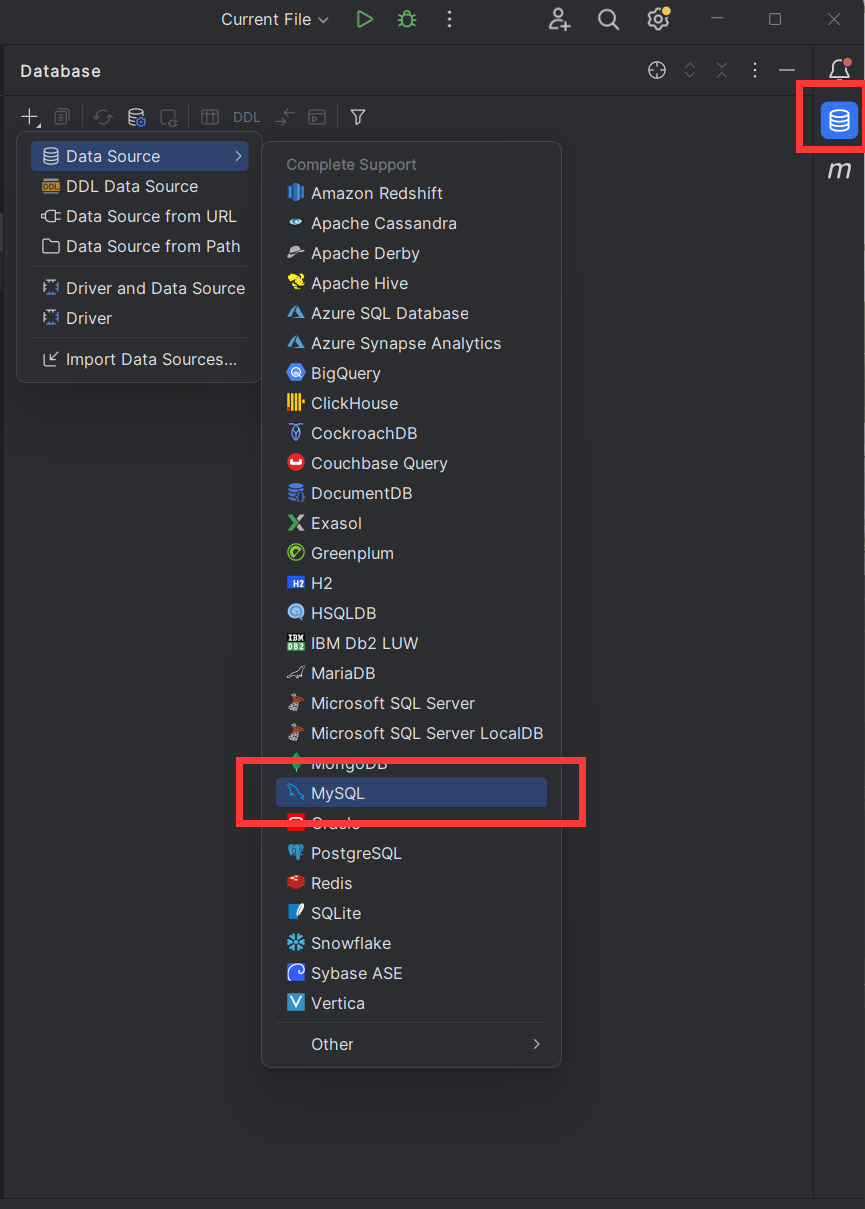 Current File
Database
DDL
Data Source
DDL Data Source
Data Source from URL
Data Source from Path
Driver and Data Source
Driver
Import Data Sources...
Complete Support
Amazon Redshift
Apache Cassandra
Apache Derby
Apache Hive
Azure SQL Database
Azure Synapse Analytics
BigQuery
ClickHouse
CockroachDB
Couchbase Query
DocumentDB
Exasol
Greenplum
H2 H2
HSQLDB
IBM DB2 IBM Db2 LUW
MariaDB
Microsoft SQL Server
Microsoft SQL Server LocalDB
MongoDB
MySQL
Oracle
PostgreSQL
Redis
SQLite
Snowflake
Sybase ASE
Vertica
Other
m